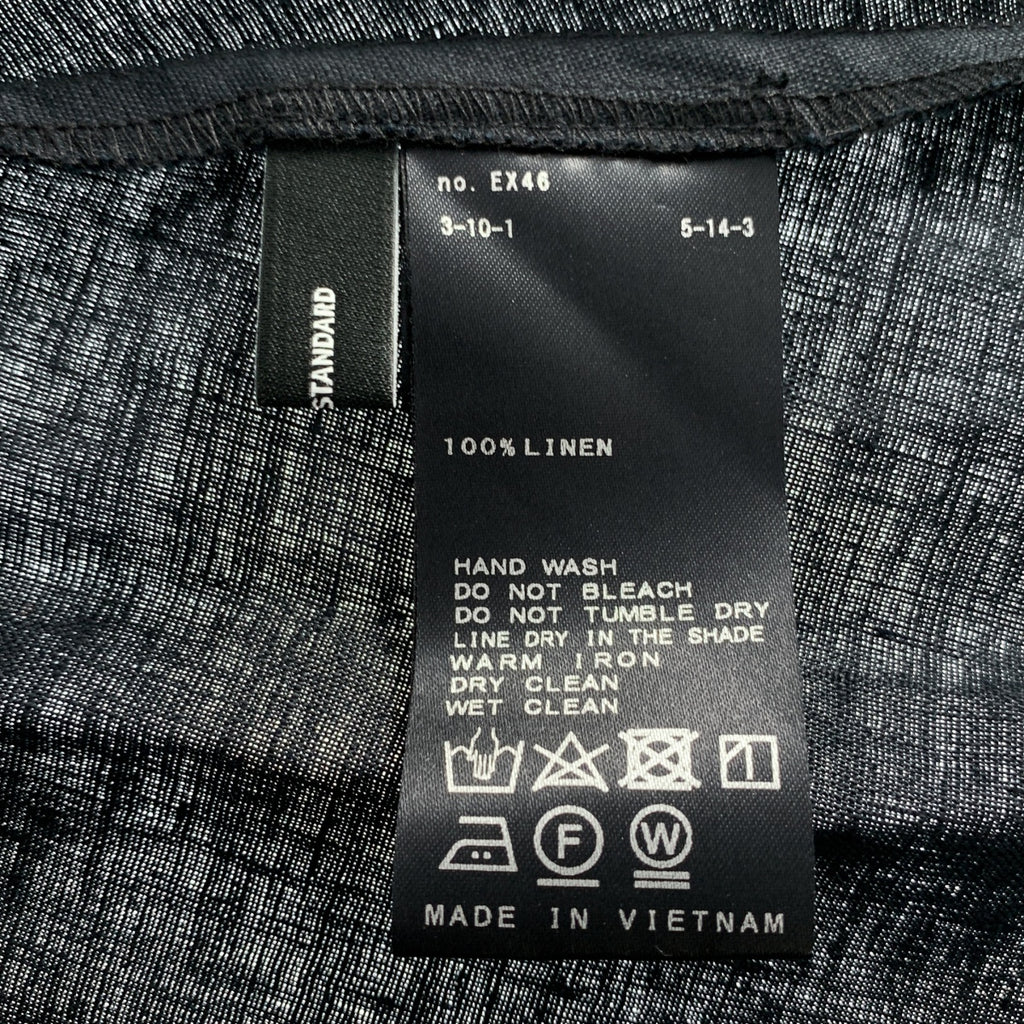 STANDARD
no. EX46
3-10-1 5-14-3
100% LINEN
HAND WASH
DO NOT BLEACH
DO NOT TUMBLE DRY
LINE DRY IN THE SHADE
WARM IRON
DRY CLEAN
WET CLEAN
F W
MADE IN VIETNAM